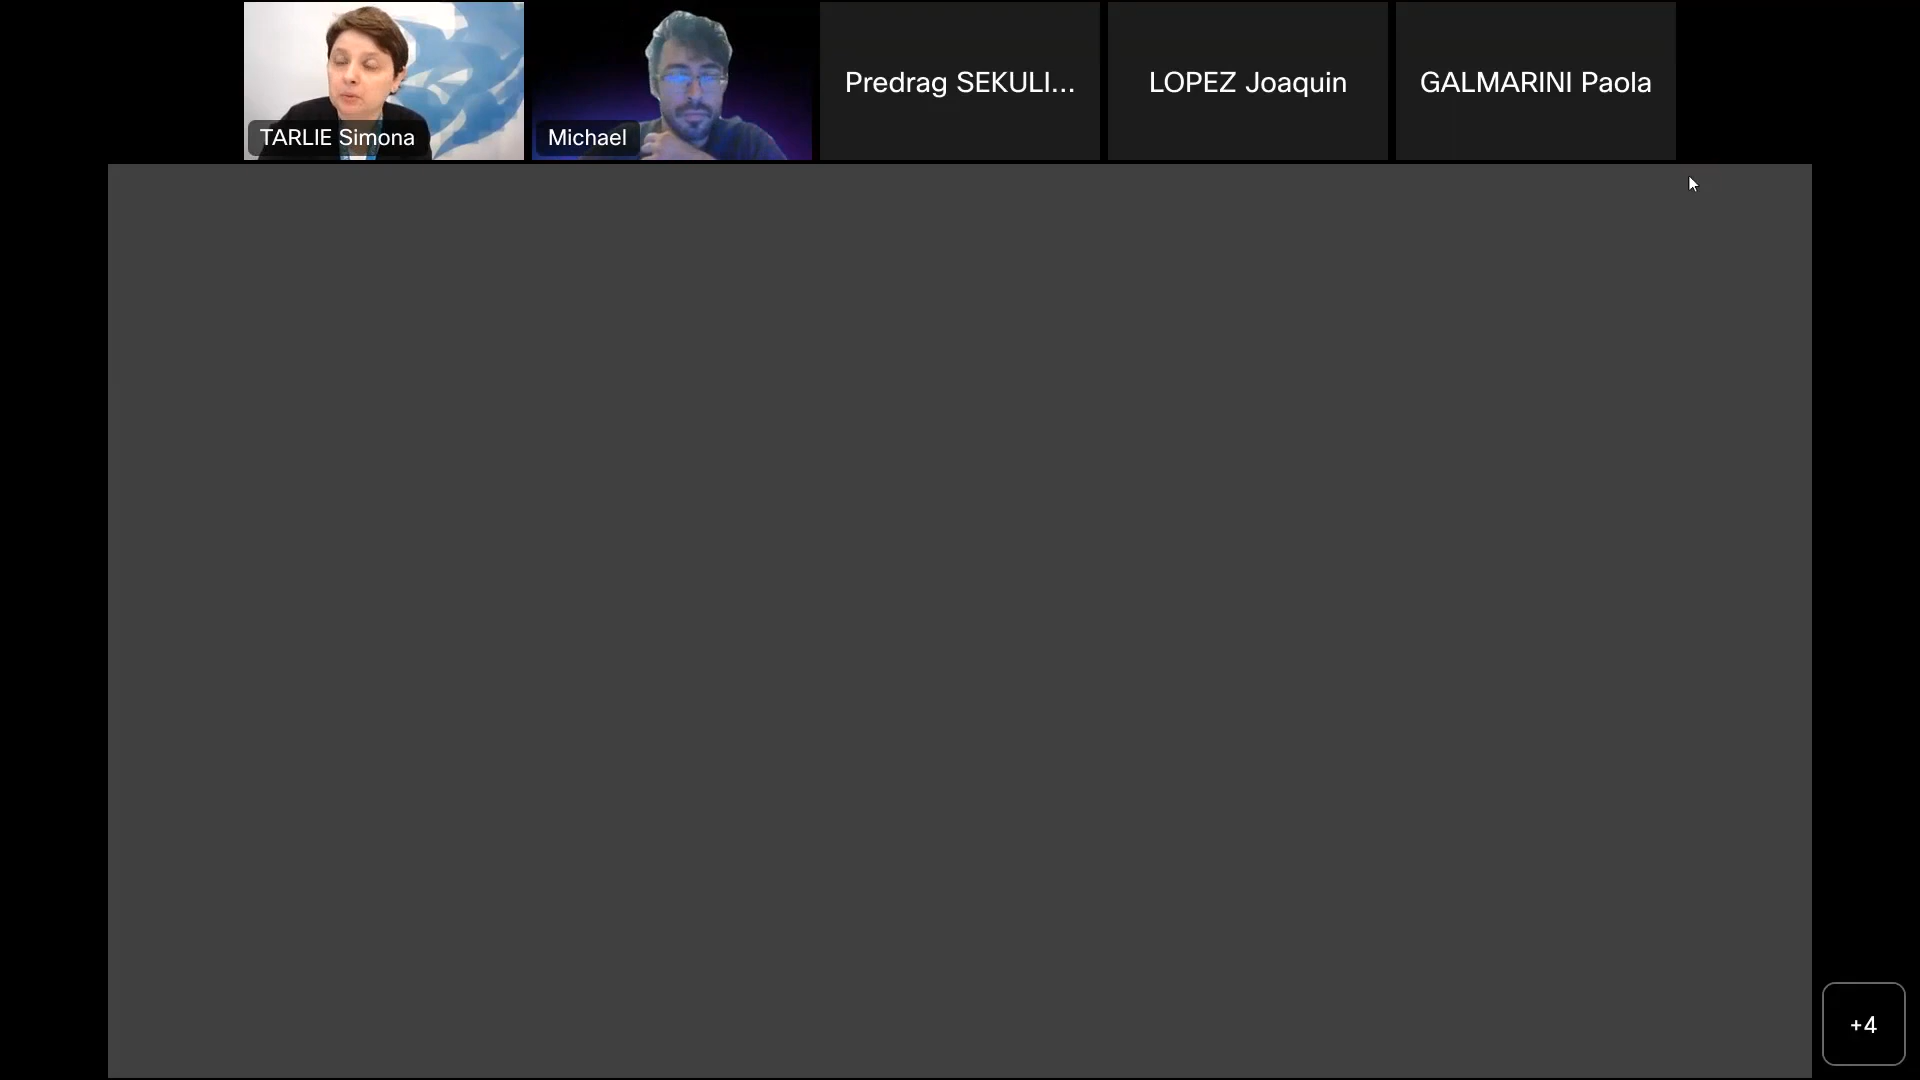 TARLIE Simona
Michael
Predrag SEKULI...
LOPEZ Joaquin
GALMARINI Paola
+4